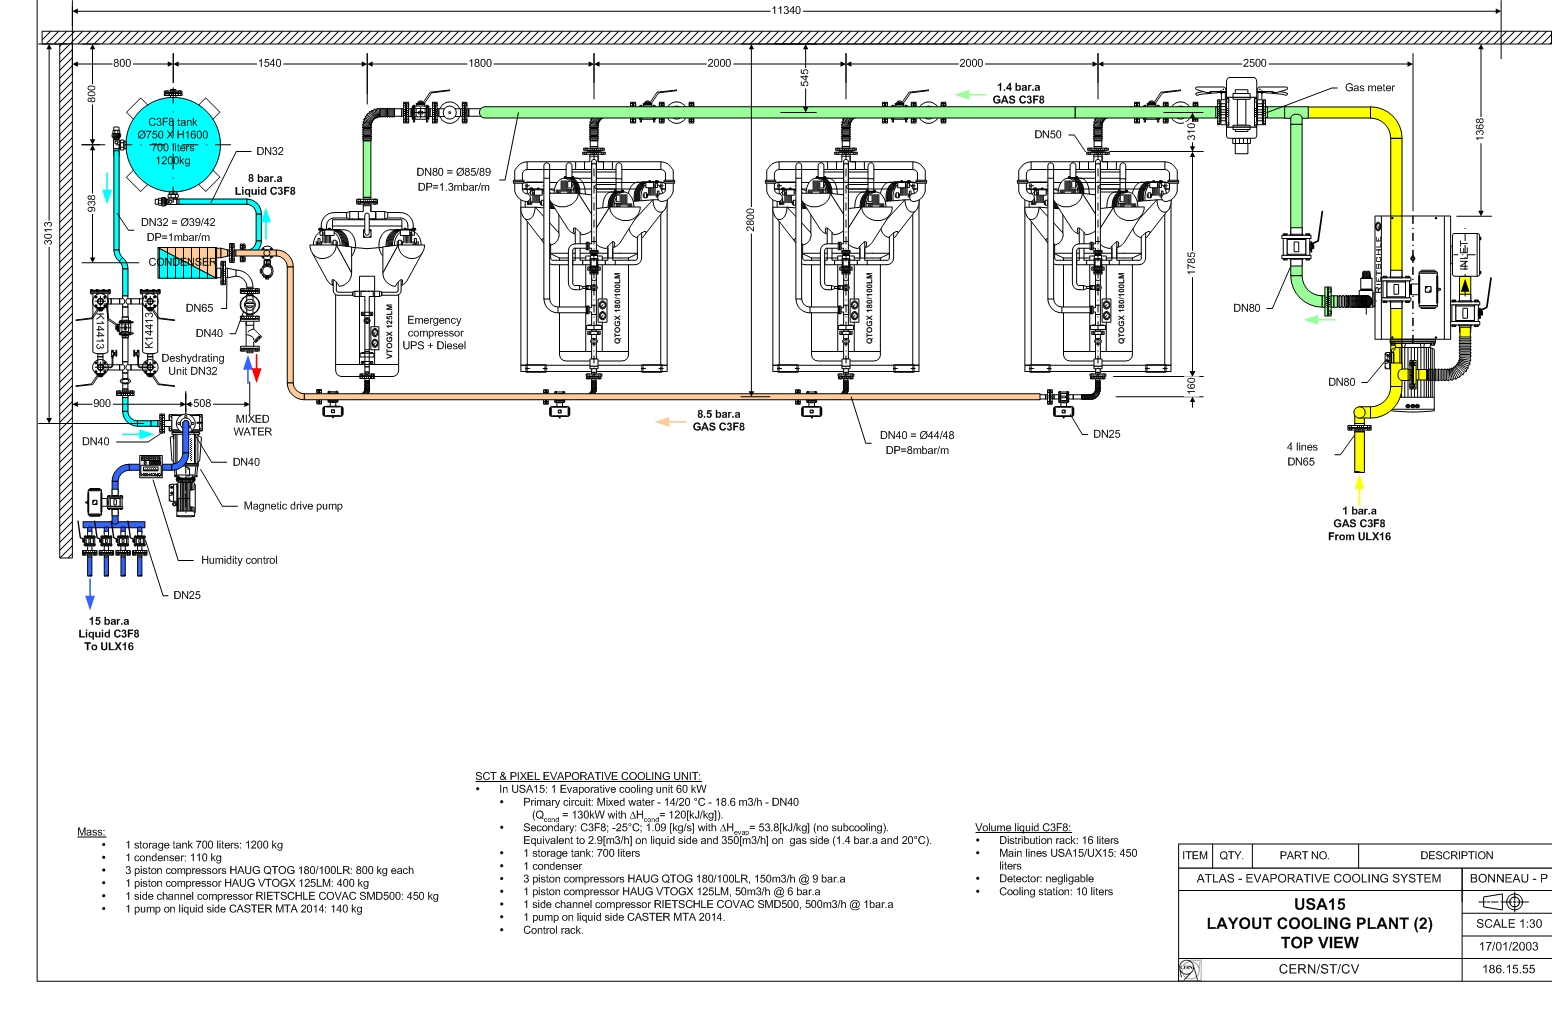 11340
800
1540
1800
2000
2000
2500
800
938
3013
545
2800
310
1785
160
1368
1.4 bar.a
GAS C3F8
Gas meter
C3F8 tank
Ø750 X H1600
700 liters
1200kg
DN32
8 bar.a
Liquid C3F8
DN80 = Ø85/89
DP=1.3mbar/m
DN50
DN32 = Ø39/42
DP=1mbar/m
CONDENSER
DN65
DN40
K14413
K14413
Deshydrating
Unit DN32
VTOGX 125LM
Emergency
compressor
UPS + Diesel
QTOGX 180/100LM
QTOGX 180/100LM
QTOGX 180/100LM
RIETSCHLE
INLET
DN80
DN80
900
508
MIXED
WATER
8.5 bar.a
GAS C3F8
DN40 = Ø44/48
DP=8mbar/m
DN25
4 lines
DN65
DN40
DN40
Magnetic drive pump
1 bar.a
GAS C3F8
From ULX16
Humidity control
DN25
15 bar.a
Liquid C3F8
To ULX16
Mass:
• 1 storage tank 700 liters: 1200 kg
• 1 condenser: 110 kg
• 3 piston compressors HAUG QTOG 180/100LR: 800 kg each
• 1 piston compressor HAUG VTOGX 125LM: 400 kg
• 1 side channel compressor RIETSCHLE COVAC SMD500: 450 kg
• 1 pump on liquid side CASTER MTA 2014: 140 kg
SCT & PIXEL EVAPORATIVE COOLING UNIT:
• In USA15: 1 Evaporative cooling unit 60 kW
• Primary circuit: Mixed water - 14/20 °C - 18.6 m3/h - DN40
(Qcond = 130kW with ΔHcond= 120[kJ/kg]).
• Secondary: C3F8; -25°C; 1.09 [kg/s] with ΔHevap= 53.8[kJ/kg] (no subcooling).
Equivalent to 2.9[m3/h] on liquid side and 350[m3/h] on gas side (1.4 bar.a and 20°C).
• 1 storage tank: 700 liters
• 1 condenser
• 3 piston compressors HAUG QTOG 180/100LR, 150m3/h @ 9 bar.a
• 1 piston compressor HAUG VTOGX 125LM, 50m3/h @ 6 bar.a
• 1 side channel compressor RIETSCHLE COVAC SMD500, 500m3/h @ 1bar.a
• 1 pump on liquid side CASTER MTA 2014.
• Control rack.
Volume liquid C3F8:
• Distribution rack: 16 liters
• Main lines USA15/UX15: 450
liters
• Detector: negligable
• Cooling station: 10 liters
ITEM QTY. PART NO. DESCRIPTION
ATLAS - EVAPORATIVE COOLING SYSTEM BONNEAU - P
USA15
LAYOUT COOLING PLANT (2)
TOP VIEW
SCALE 1:30
17/01/2003
CERN
CERN/ST/CV 186.15.55